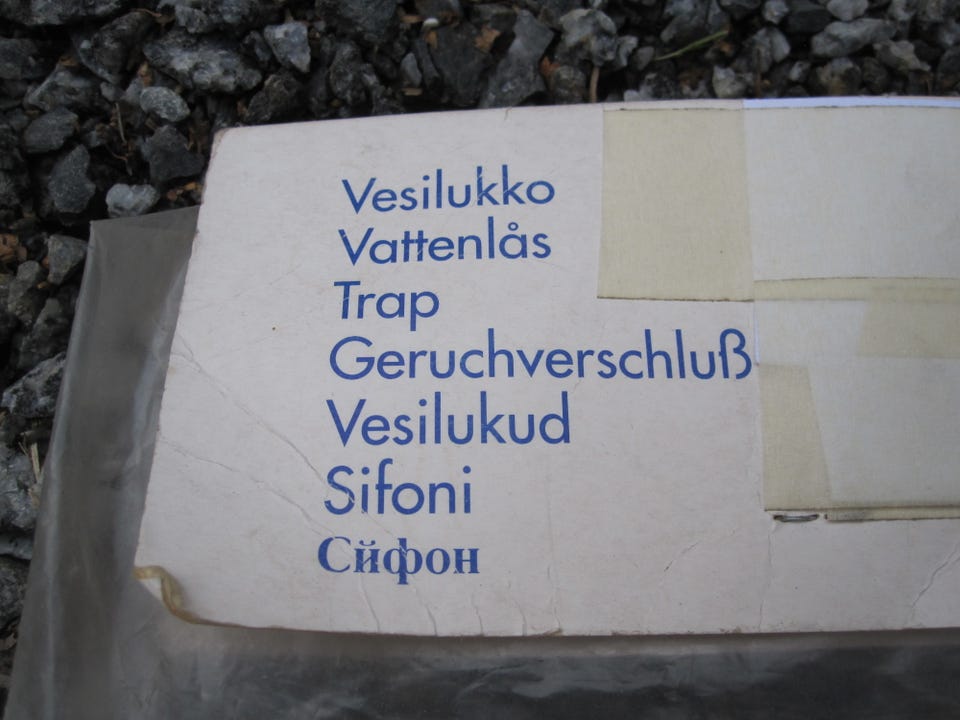 Vesilukko
Vattenlås
Trap
Geruchverschluß
Vesilukud
Sifoni
Сйфон